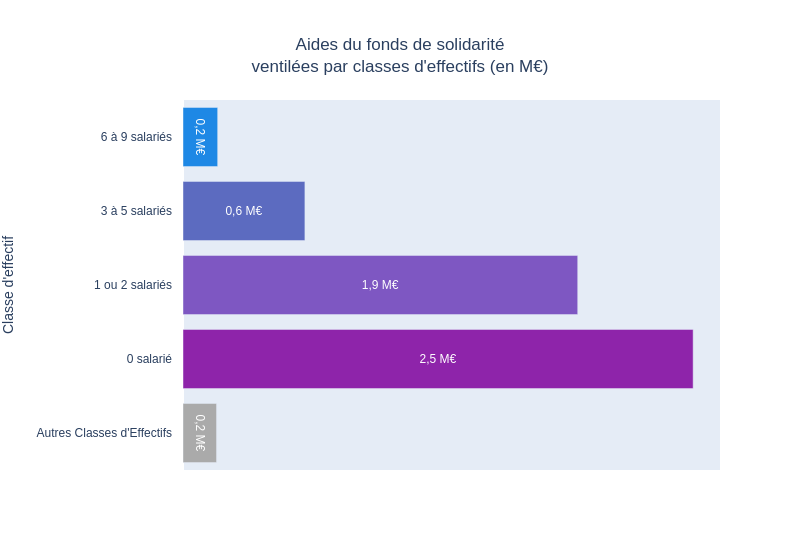 Aides du fonds de solidarité
ventilées par classes d'effectifs (en M€)
Classe d'effectif
6 à 9 salariés
0,2 M€
3 à 5 salariés
0,6 M€
1 ou 2 salariés
1,9 M€
0 salarié
2,5 M€
Autres Classes d'Effectifs
0,2 M€